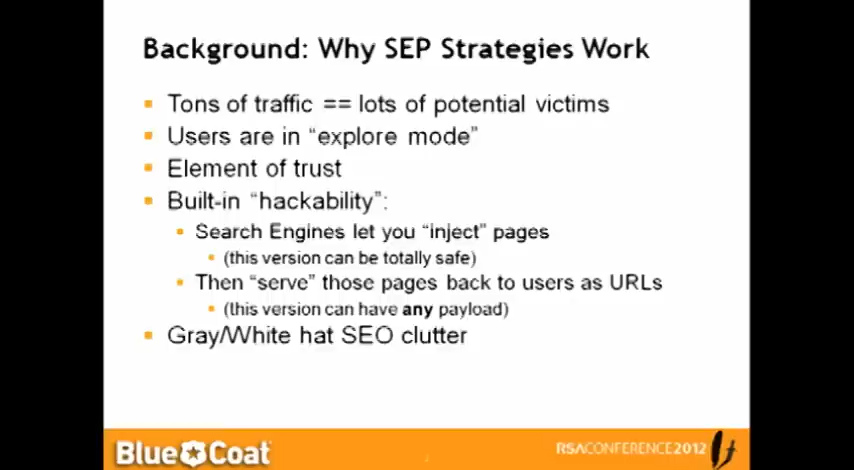 Background: Why SEP Strategies Work
Tons of traffic == lots of potential victims
Users are in “explore mode”
Element of trust
Built-in “hackability”:
Search Engines let you “inject” pages
(this version can be totally safe)
Then “serve” those pages back to users as URLs
(this version can have any payload)
Gray/White hat SEO clutter
Blue Coat
RSACONFERENCE2012